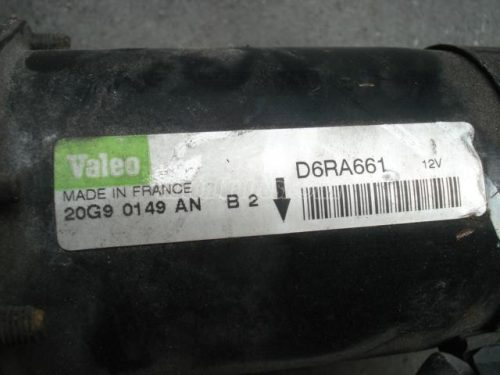 Valeo
MADE IN FRANCE
20G9 0149 AN B 2
D6RA661 12V